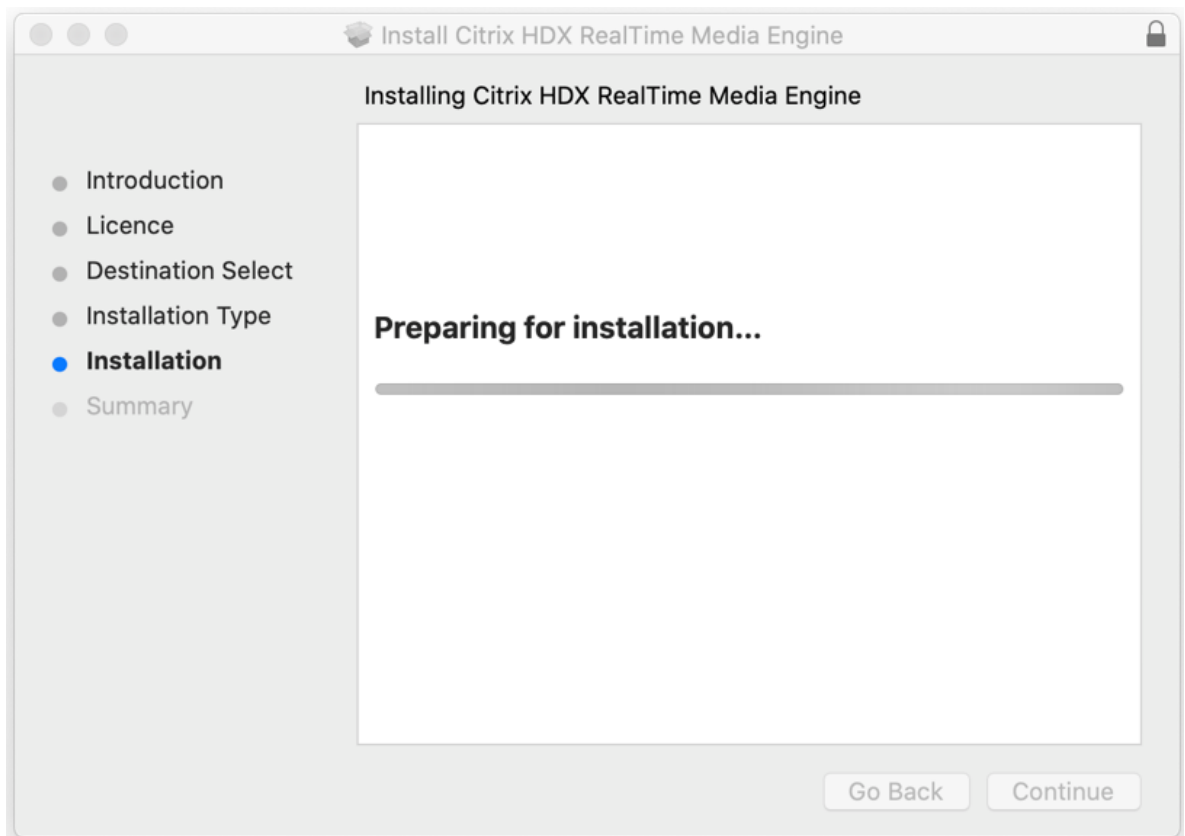 Install Citrix HDX RealTime Media Engine
Installing Citrix HDX RealTime Media Engine
Introduction
Licence
Destination Select
Installation Type
Installation
Summary
Preparing for installation...
Go Back
Continue